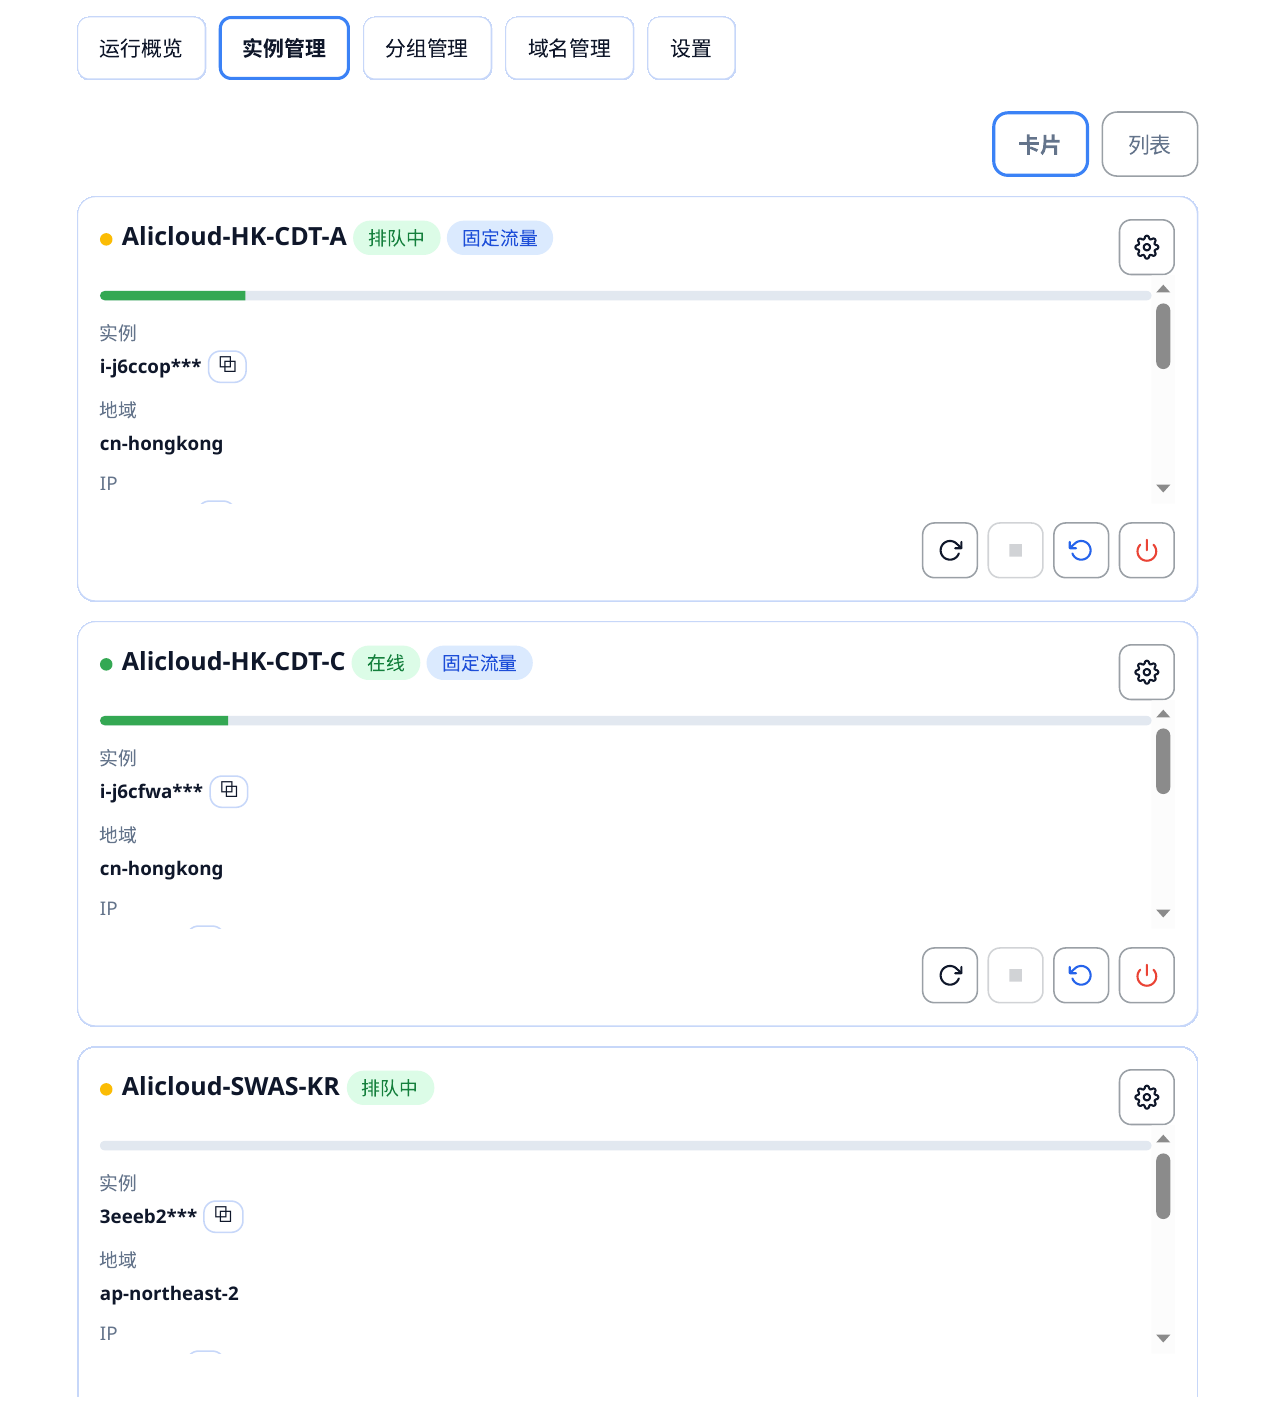 运行概览 实例管理 分组管理 域名管理 设置
卡片 列表
Alicloud-HK-CDT-A 排队中 固定流量
实例
i-j6ccop***
地域
cn-hongkong
IP
Alicloud-HK-CDT-C 在线 固定流量
实例
i-j6cfwa***
地域
cn-hongkong
IP
Alicloud-SWAS-KR 排队中
实例
3eeeb2***
地域
ap-northeast-2
IP